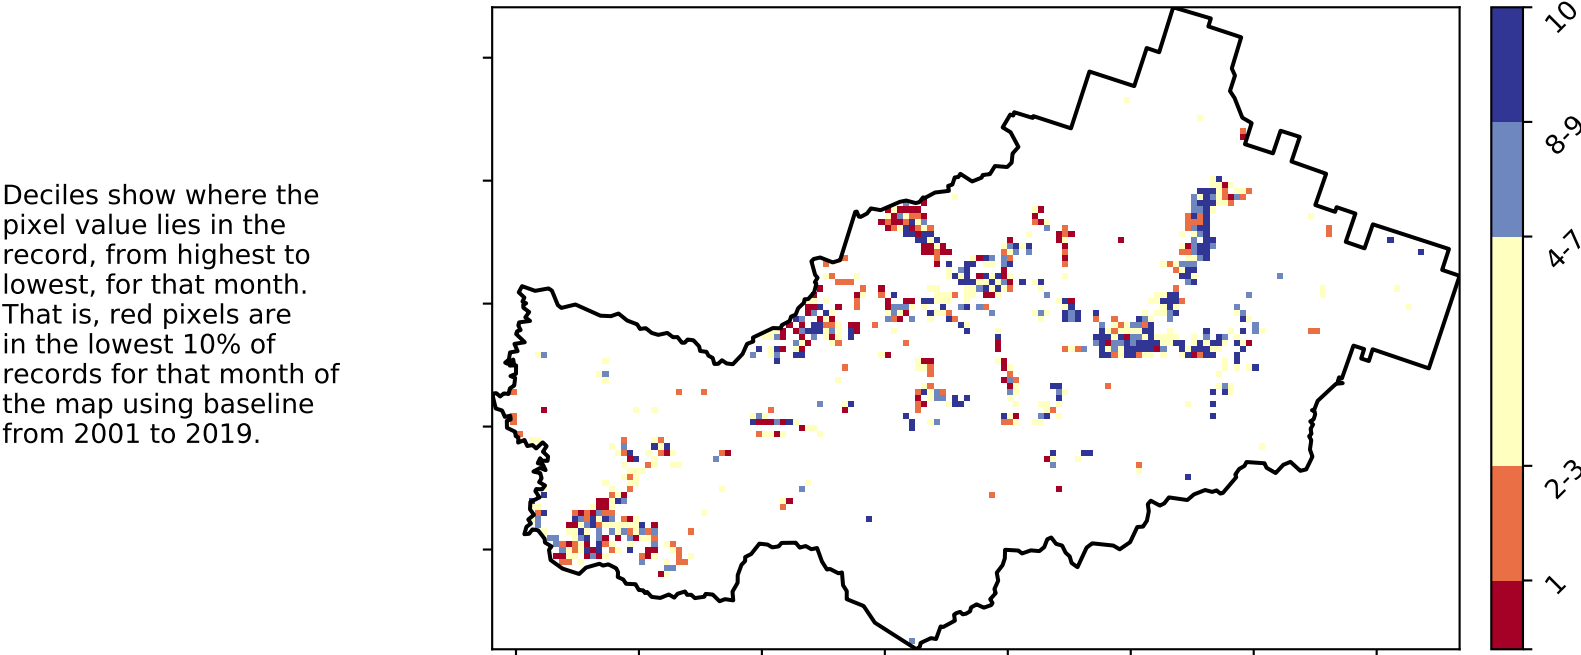 Deciles show where the
pixel value lies in the
record, from highest to
lowest, for that month.
That is, red pixels are
in the lowest 10% of
records for that month of
the map using baseline
from 2001 to 2019.
10
8-9
4-7
2-3
1